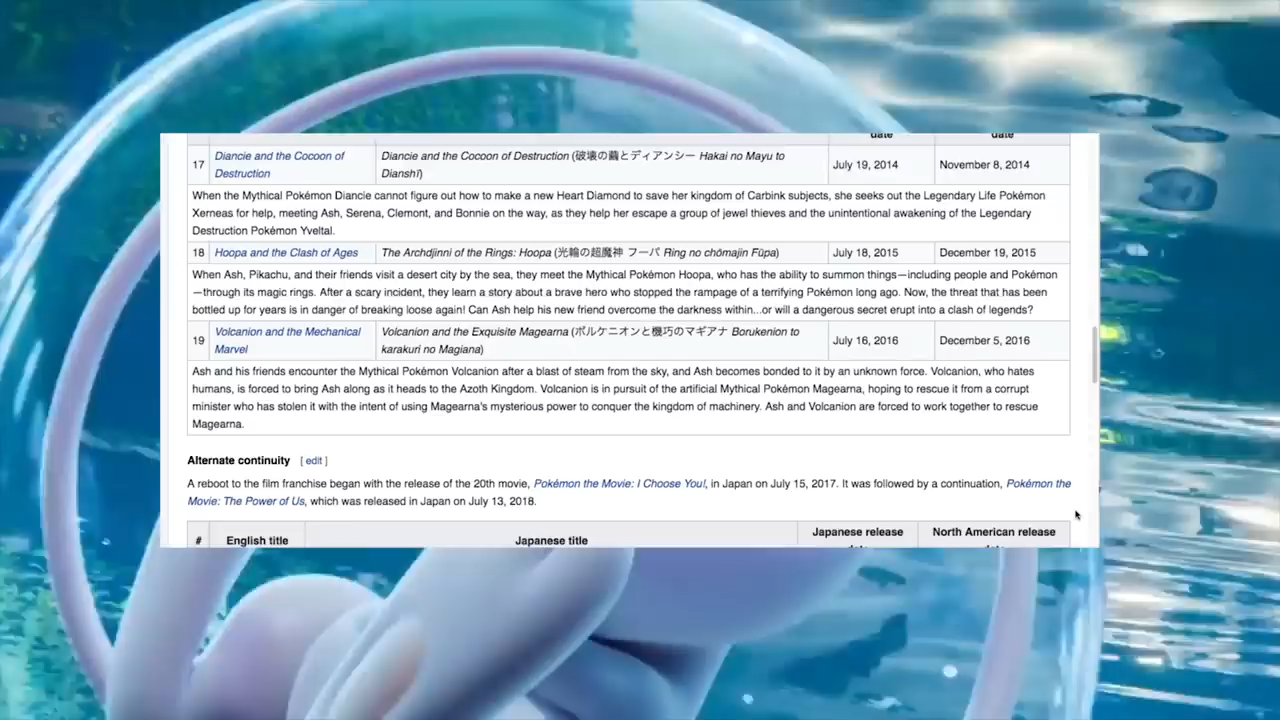 date date
17 Diancie and the Cocoon of Diancie and the Cocoon of Destruction (破壊の繭とディアンシー Hakai no Mayu to July 19, 2014 November 8, 2014
Destruction Dianshī)
When the Mythical Pokémon Diancie cannot figure out how to make a new Heart Diamond to save her kingdom of Carbink subjects, she seeks out the Legendary Life Pokémon
Xerneas for help, meeting Ash, Serena, Clemont, and Bonnie on the way, as they help her escape a group of jewel thieves and the unintentional awakening of the Legendary
Destruction Pokémon Yveltal.
18 Hoopa and the Clash of Ages The Archdjinni of the Rings: Hoopa (光輪の超魔神 フーパ Ring no chōmajin Fūpa) July 18, 2015 December 19, 2015
When Ash, Pikachu, and their friends visit a desert city by the sea, they meet the Mythical Pokémon Hoopa, who has the ability to summon things—including people and Pokémon
—through its magic rings. After a scary incident, they learn a story about a brave hero who stopped the rampage of a terrifying Pokémon long ago. Now, the threat that has been
bottled up for years is in danger of breaking loose again! Can Ash help his new friend overcome the darkness within...or will a dangerous secret erupt into a clash of legends?
19 Volcanion and the Mechanical Volcanion and the Exquisite Magearna (ボルケニオンと機巧のマギアナ Borukenion to July 16, 2016 December 5, 2016
Marvel karakuri no Magiana)
Ash and his friends encounter the Mythical Pokémon Volcanion after a blast of steam from the sky, and Ash becomes bonded to it by an unknown force. Volcanion, who hates
humans, is forced to bring Ash along as it heads to the Azoth Kingdom. Volcanion is in pursuit of the artificial Mythical Pokémon Magearna, hoping to rescue it from a corrupt
minister who has stolen it with the intent of using Magearna's mysterious power to conquer the kingdom of machinery. Ash and Volcanion are forced to work together to rescue
Magearna.
Alternate continuity [ edit ]
A reboot to the film franchise began with the release of the 20th movie, Pokémon the Movie: I Choose You!, in Japan on July 15, 2017. It was followed by a continuation, Pokémon the
Movie: The Power of Us, which was released in Japan on July 13, 2018.
# English title Japanese title Japanese release North American release